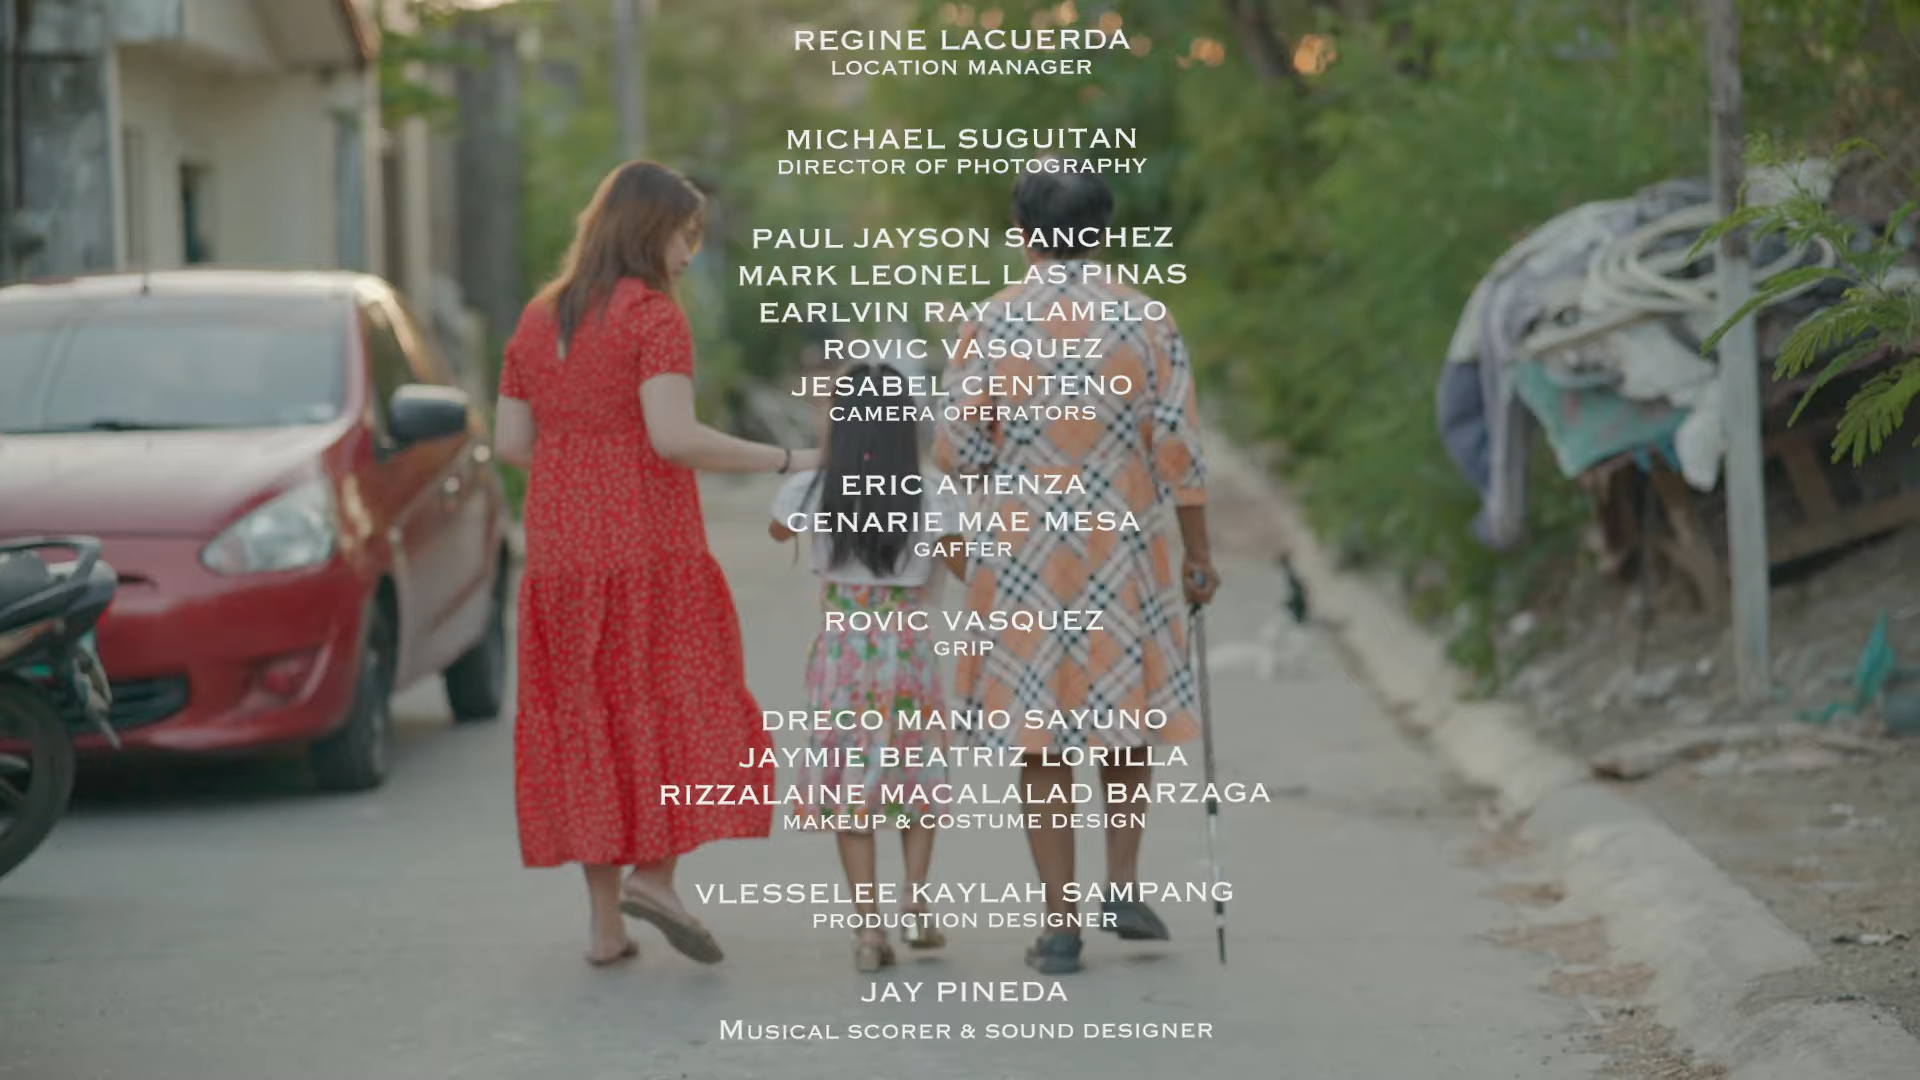 REGINE LACUERDA
LOCATION MANAGER
MICHAEL SUGUITAN
DIRECTOR OF PHOTOGRAPHY
PAUL JAYSON SANCHEZ
MARK LEONEL LAS PINAS
EARLVIN RAY LLAMELO
ROVIC VASQUEZ
JESABEL CENTENO
CAMERA OPERATORS
ERIC ATIENZA
CENARIE MAE MESA
GAFFER
ROVIC VASQUEZ
GRIP
DRECO MANIO SAYUNO
JAYMIE BEATRIZ LORILLA
RIZZALAINE MACALALAD BARZAGA
MAKEUP & COSTUME DESIGN
VLESSELEE KAYLAH SAMPANG
PRODUCTION DESIGNER
JAY PINEDA
MUSICAL SCORER & SOUND DESIGNER